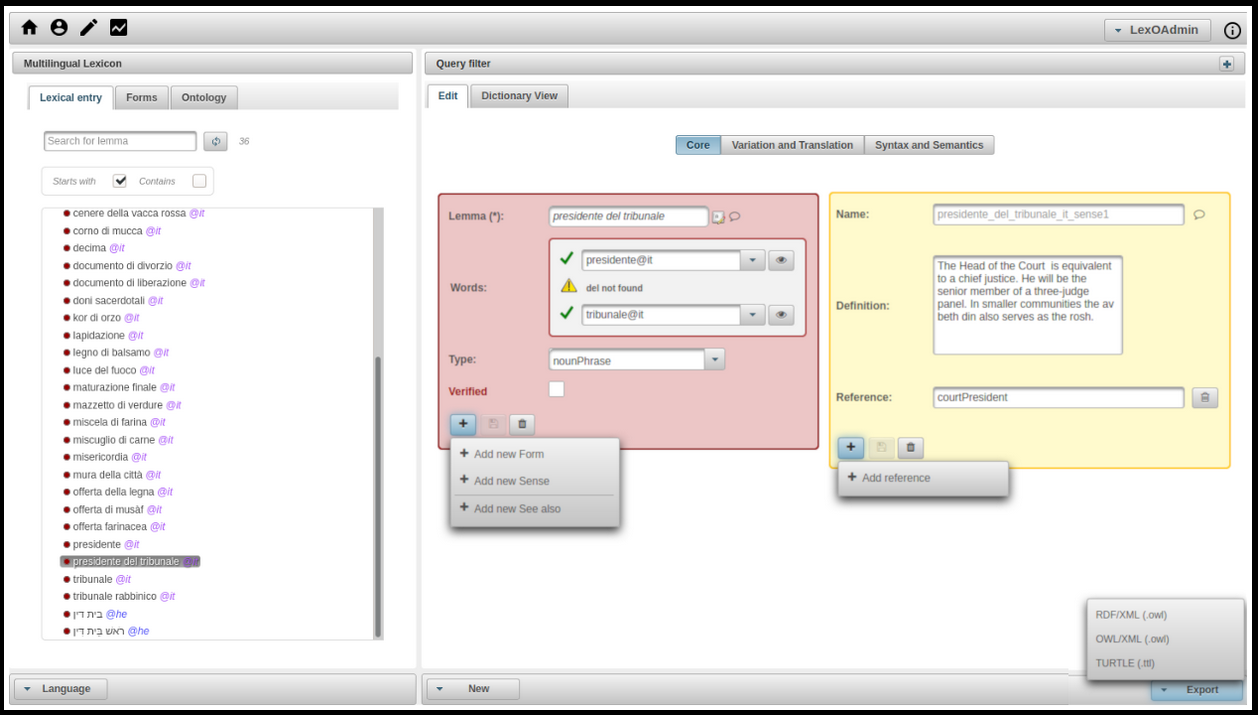 LexOAdmin
Multilingual Lexicon
Lexical entry Forms Ontology
Search for lemma 36
Starts with Contains
cenere della vacca rossa @it
corno di mucca @it
decima @it
documento di divorzio @it
documento di liberazione @it
doni sacerdotali @it
kor di orzo @it
lapidazione @it
legno di balsamo @it
luce del fuoco @it
maturazione finale @it
mazzetto di verdure @it
miscela di farina @it
miscuglio di carne @it
misericordia @it
mura della città @it
offerta della legna @it
offerta di musàf @it
offerta farinacea @it
presidente @it
presidente del tribunale @it
tribunale @it
tribunale rabbinico @it
בית דין @he
ראש בית דין @he
Language
Query filter
Edit Dictionary View
Core Variation and Translation Syntax and Semantics
Lemma (*): presidente del tribunale
Words:
presidente@it
del not found
tribunale@it
Type: nounPhrase
Verified
Add new Form
Add new Sense
Add new See also
Name: presidente_del_tribunale_it_sense1
Definition:
The Head of the Court is equivalent
to a chief justice. He will be the
senior member of a three-judge
panel. In smaller communities the av
beth din also serves as the rosh.
Reference: courtPresident
Add reference
RDF/XML (.owl)
OWL/XML (.owl)
TURTLE (.ttl)
New
Export